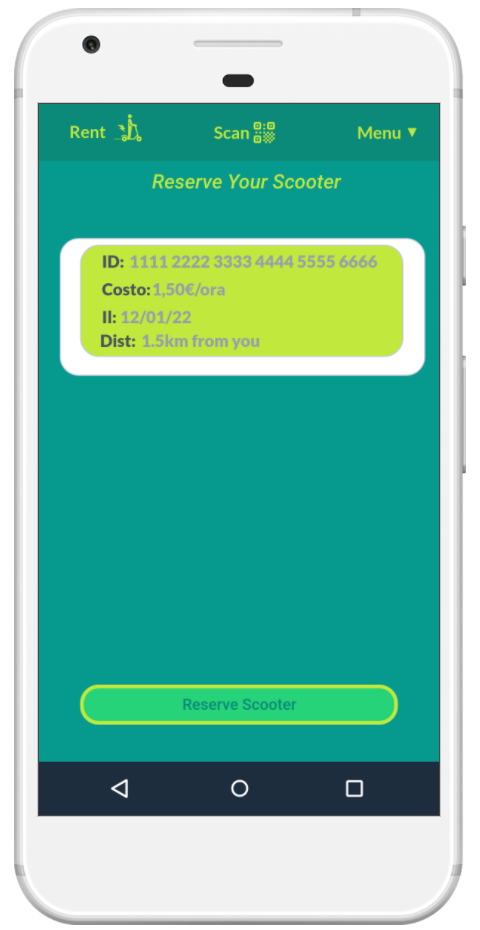 Rent Scan Menu ▼
Reserve Your Scooter
ID: 1111 2222 3333 4444 5555 6666
Costo: 1,50€/ora
Il: 12/01/22
Dist: 1.5km from you
Reserve Scooter